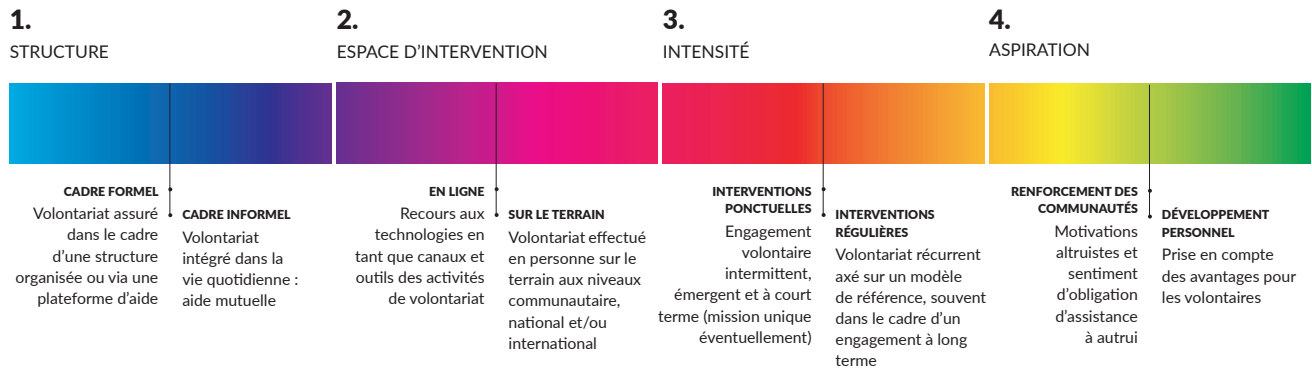 1.
STRUCTURE
CADRE FORMEL
Volontariat assuré
dans le cadre
d’une structure
organisée ou via une
plateforme d’aide
CADRE INFORMEL
Volontariat
intégré dans la
vie quotidienne :
aide mutuelle
2.
ESPACE D’INTERVENTION
EN LIGNE
Recours aux
technologies en
tant que canaux et
outils des activités
de volontariat
SUR LE TERRAIN
Volontariat effectué
en personne sur le
terrain aux niveaux
communautaire,
national et/ou
international
3.
INTENSITÉ
INTERVENTIONS
PONCTUELLES
Engagement
volontaire
intermittent,
émergent et à court
terme (mission unique
éventuellement)
INTERVENTIONS
RÉGULIÈRES
Volontariat récurrent
axé sur un modèle
de référence, souvent
dans le cadre d’un
engagement à long
terme
4.
ASPIRATION
RENFORCEMENT DES
COMMUNAUTÉS
Motivations
altruistes et
sentiment
d’obligation
d’assistance
à autrui
DÉVELOPPEMENT
PERSONNEL
Prise en compte
des avantages pour
les volontaires